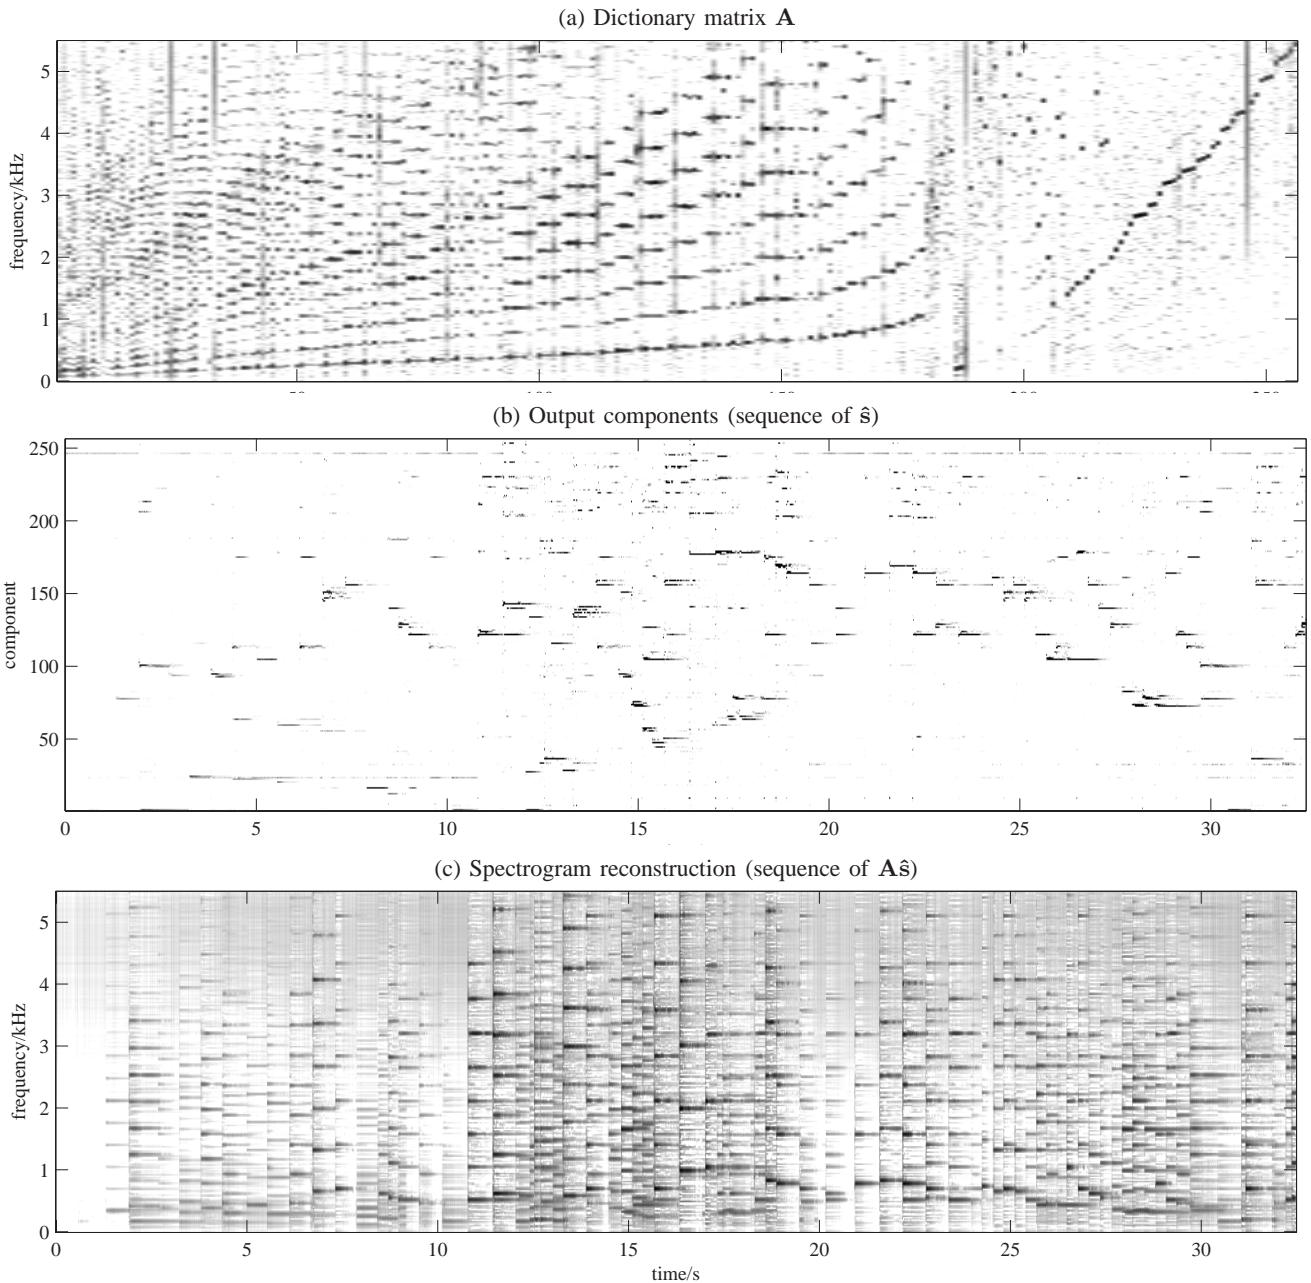 (a) Dictionary matrix A
5
4
3
2
1
0
frequency/kHz
(b) Output components (sequence of ŝ)
250
200
150
100
50
component
0 5 10 15 20 25 30
(c) Spectrogram reconstruction (sequence of Aŝ)
5
4
3
2
1
0
frequency/kHz
0 5 10 15 20 25 30
time/s